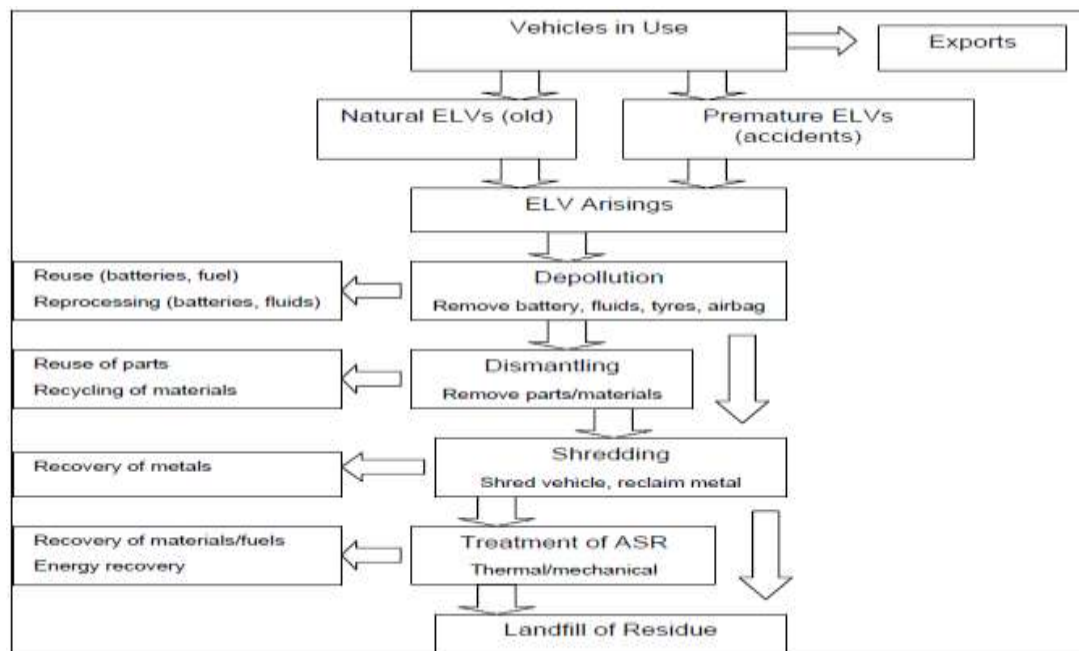 Vehicles in Use
Exports
Natural ELVs (old)
Premature ELVs
(accidents)
ELV Arisings
Reuse (batteries, fuel)
Reprocessing (batteries, fluids)
Depollution
Remove battery, fluids, tyres, airbag
Reuse of parts
Recycling of materials
Dismantling
Remove parts/materials
Recovery of metals
Shredding
Shred vehicle, reclaim metal
Recovery of materials/fuels
Energy recovery
Treatment of ASR
Thermal/mechanical
Landfill of Residue